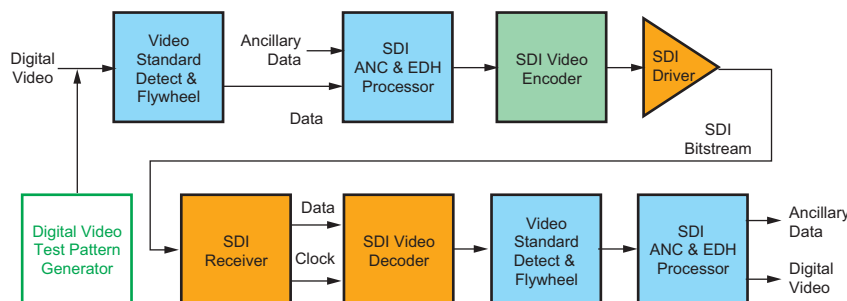 Digital
Video
Video
Standard
Detect &
Flywheel
Ancillary
Data
Data
SDI
ANC & EDH
Processor
SDI Video
Encoder
SDI
Driver
SDI
Bitstream
Digital Video
Test Pattern
Generator
SDI
Receiver
Data
Clock
SDI Video
Decoder
Video
Standard
Detect &
Flywheel
SDI
ANC & EDH
Processor
Ancillary
Data
Digital
Video